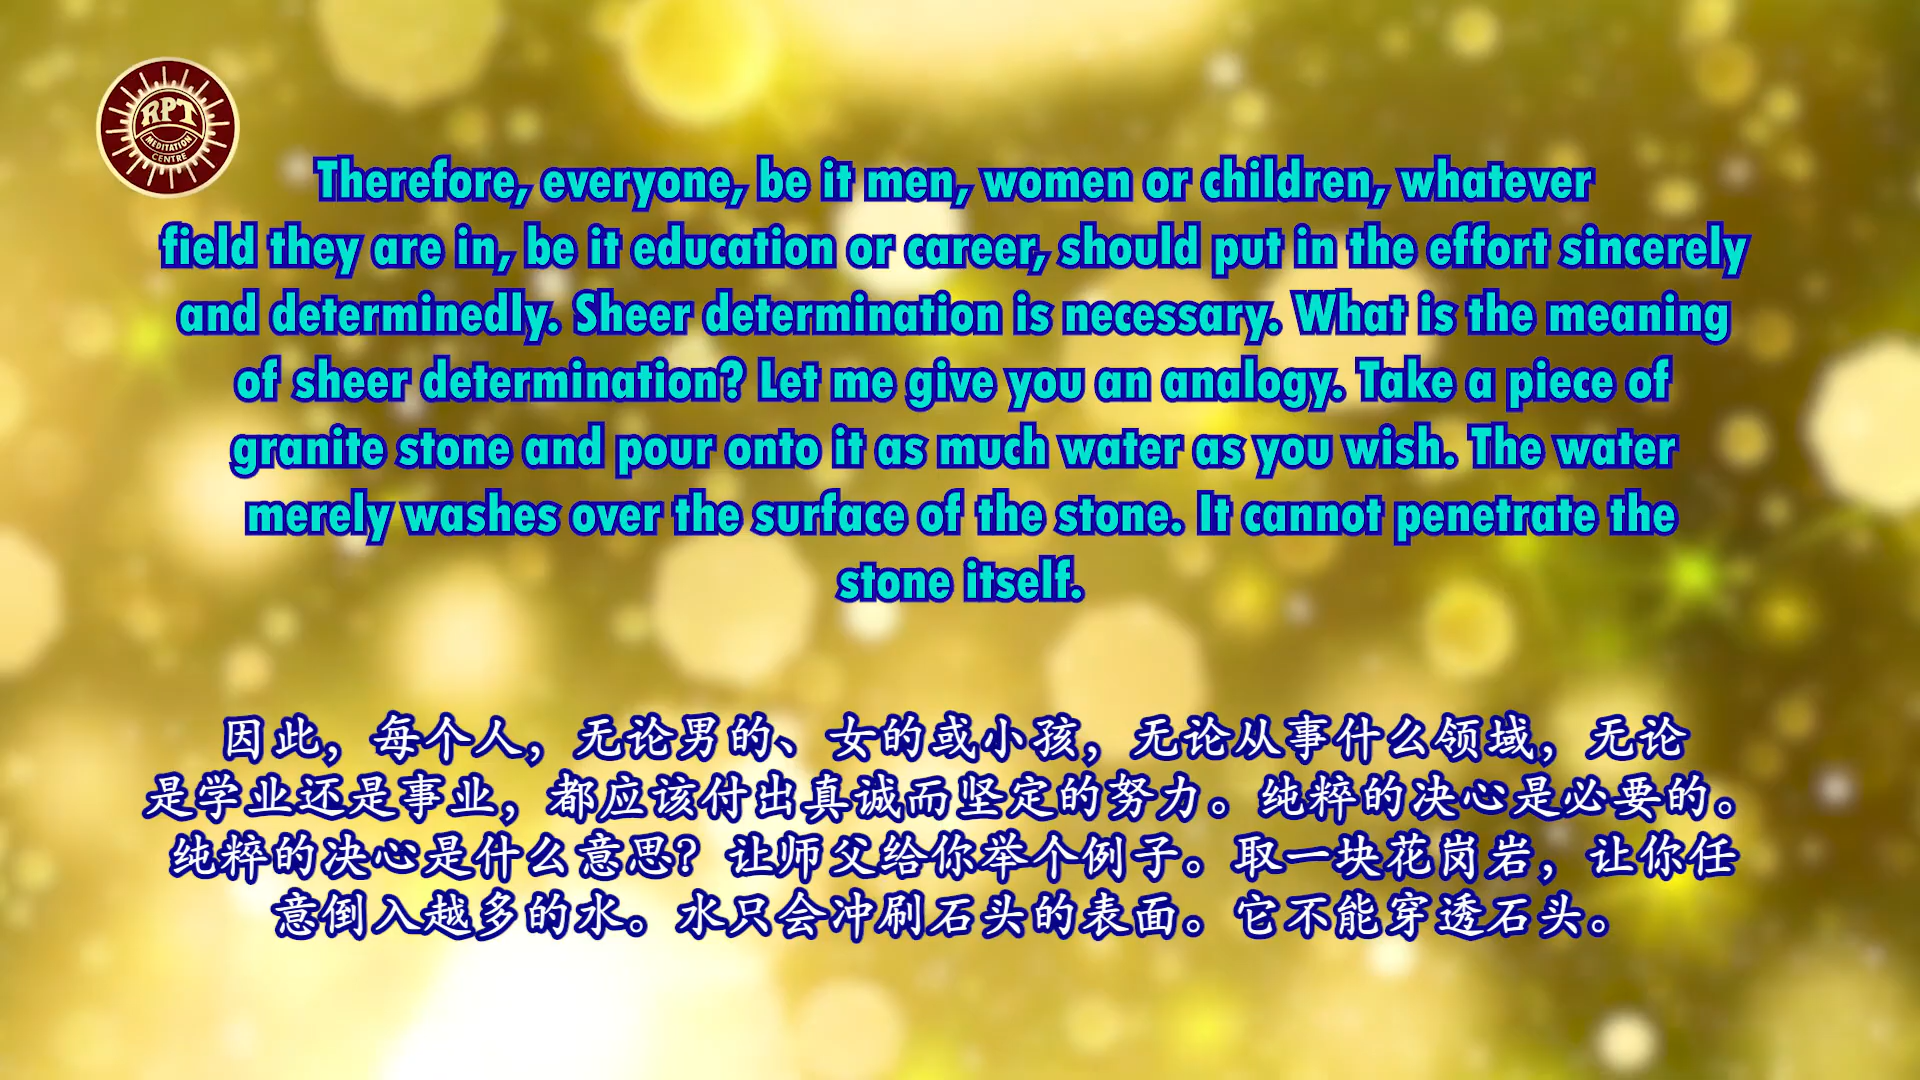 RPT
MEDITATION
CENTRE
Therefore, everyone, be it men, women or children, whatever
field they are in, be it education or career, should put in the effort sincerely
and determinedly. Sheer determination is necessary. What is the meaning
of sheer determination? Let me give you an analogy. Take a piece of
granite stone and pour onto it as much water as you wish. The water
merely washes over the surface of the stone. It cannot penetrate the
stone itself.
因此，每个人，无论男的、女的或小孩，无论从事什么领域，无论
是学业还是事业，都应该付出真诚而坚定的努力。纯粹的决心是必要的。
纯粹的决心是什么意思？让师父给你举个例子。取一块花岗岩，让你任
意倒入越多的水。水只会冲刷石头的表面。它不能穿透石头。